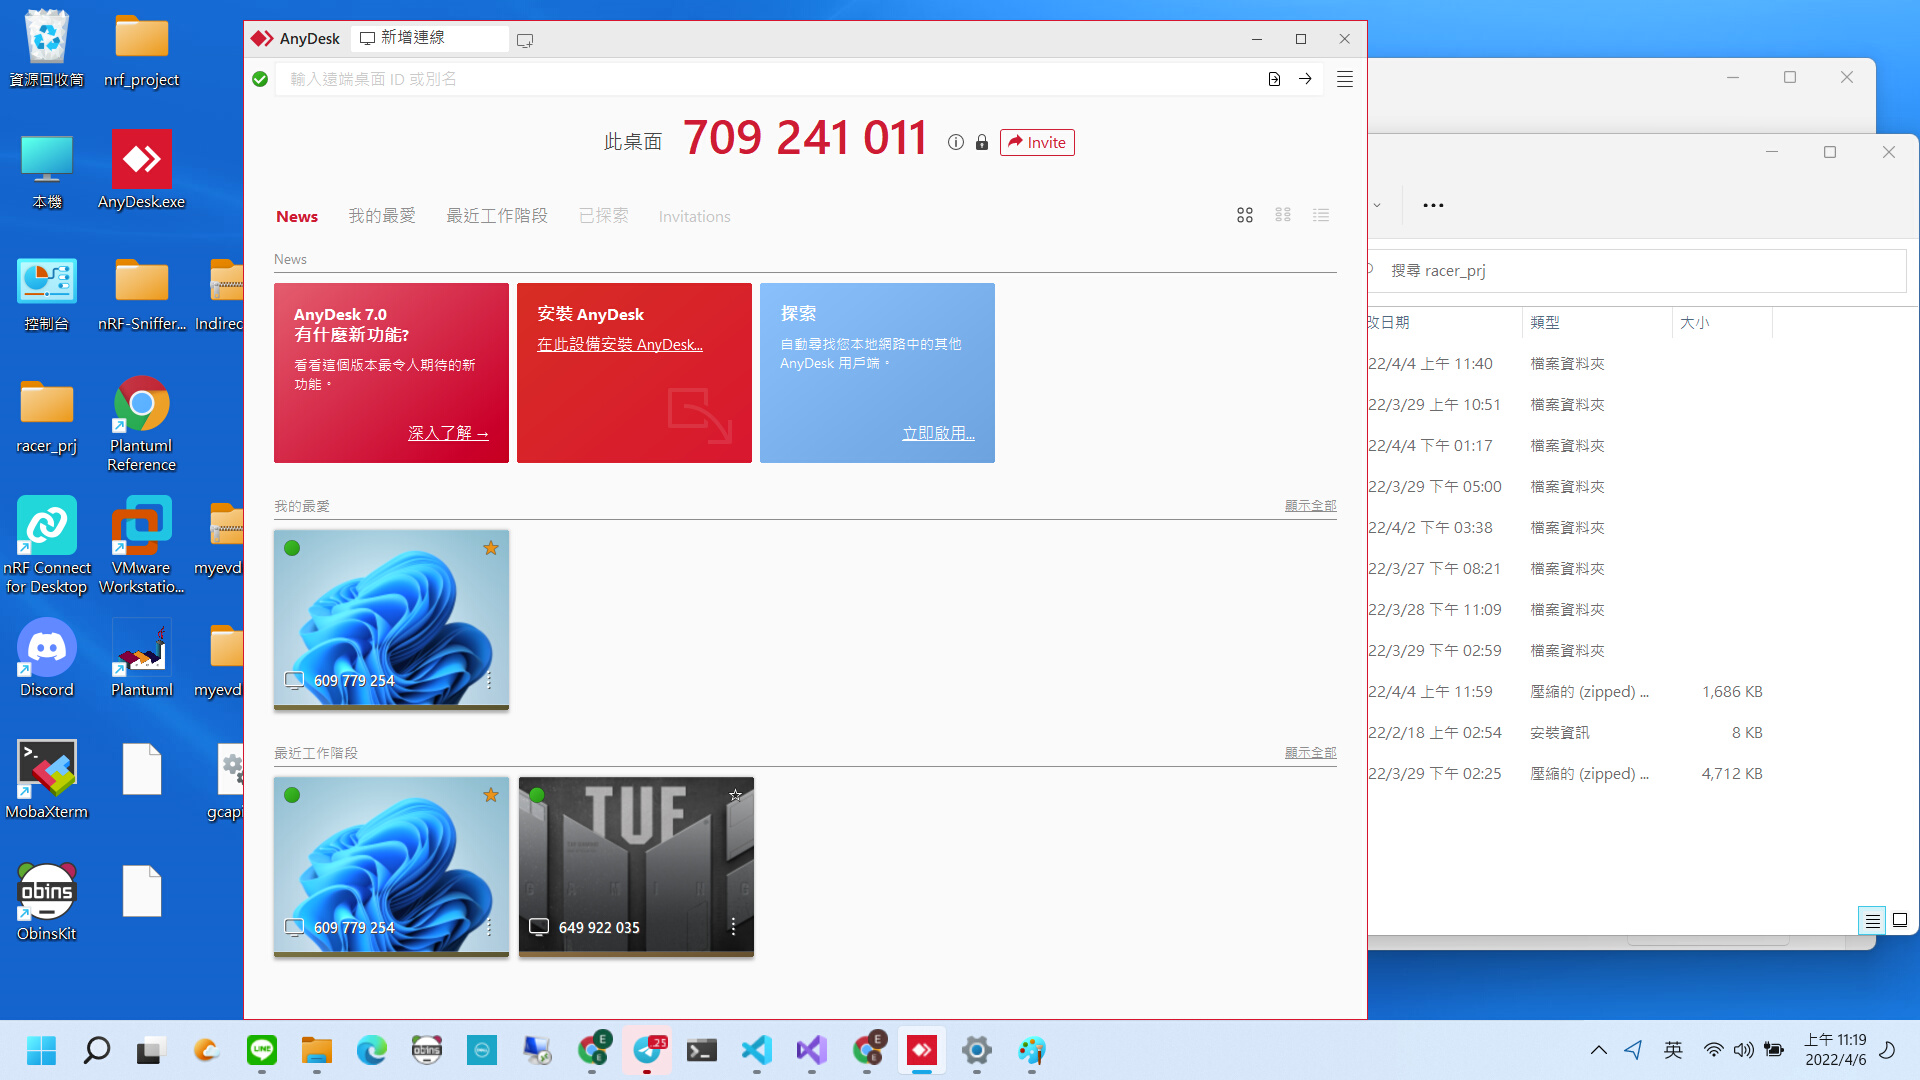 資源回收筒
nrf_project
本機
AnyDesk.exe
控制台
nRF-Sniffer...
Indirec
racer_prj
Plantuml
Reference
nRF Connect
for Desktop
VMware
Workstatio...
myevd
Discord
Plantuml
myevd
MobaXterm
gcapi
obins
ObinsKit
AnyDesk
新增連線
輸入遠端桌面 ID 或別名
此桌面
709 241 011
Invite
News
我的最愛
最近工作階段
已探索
Invitations
News
AnyDesk 7.0
有什麼新功能?
看看這個版本最令人期待的新
功能。
深入了解 →
安裝 AnyDesk
在此設備安裝 AnyDesk...
探索
自動尋找您本地網路中的其他
AnyDesk 用戶端。
立即啟用...
我的最愛
顯示全部
609 779 254
最近工作階段
顯示全部
609 779 254
TUF
GAMING
649 922 035
搜尋 racer_prj
改日期
類型
大小
22/4/4 上午 11:40
檔案資料夾
22/3/29 上午 10:51
檔案資料夾
22/4/4 下午 01:17
檔案資料夾
22/3/29 下午 05:00
檔案資料夾
22/4/2 下午 03:38
檔案資料夾
22/3/27 下午 08:21
檔案資料夾
22/3/28 下午 11:09
檔案資料夾
22/3/29 下午 02:59
檔案資料夾
22/4/4 上午 11:59
壓縮的 (zipped) ...
1,686 KB
22/2/18 上午 02:54
安裝資訊
8 KB
22/3/29 下午 02:25
壓縮的 (zipped) ...
4,712 KB
LINE
obins
DELL
E
E
25
E
E
英
上午 11:19
2022/4/6